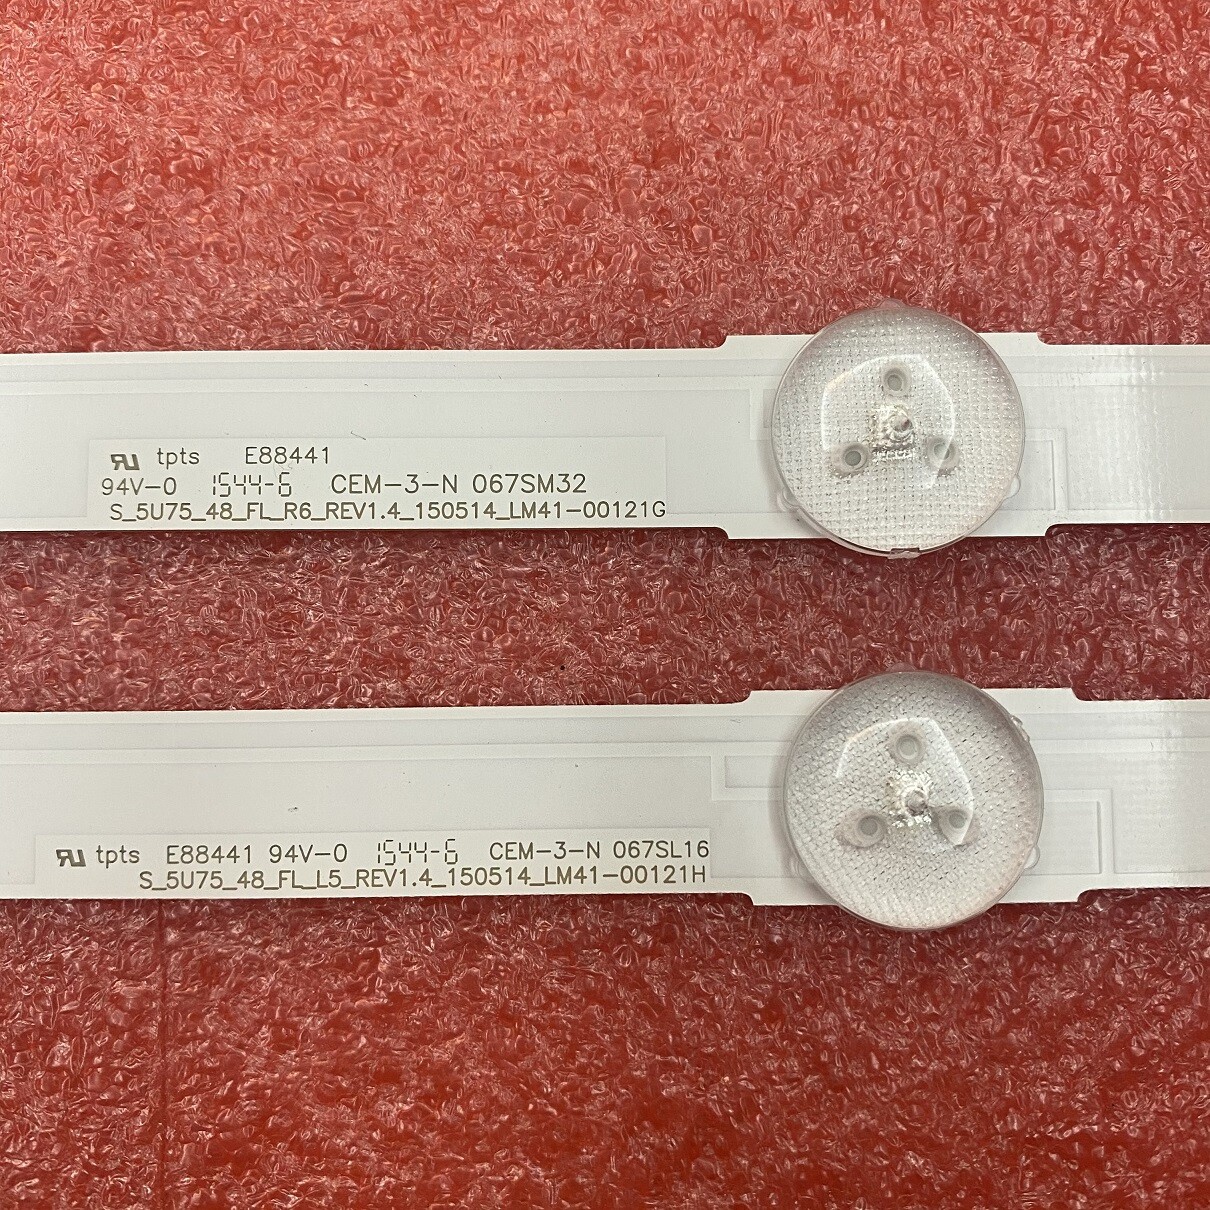 tpts E88441
94V-0 1544-6 CEM-3-N 067SM32
S_5U75_48_FL_R6_REV1.4_150514_LM41-00121G
tpts E88441 94V-0 1544-6 CEM-3-N 067SL16
S_5U75_48_FL_L5_REV1.4_150514_LM41-00121H